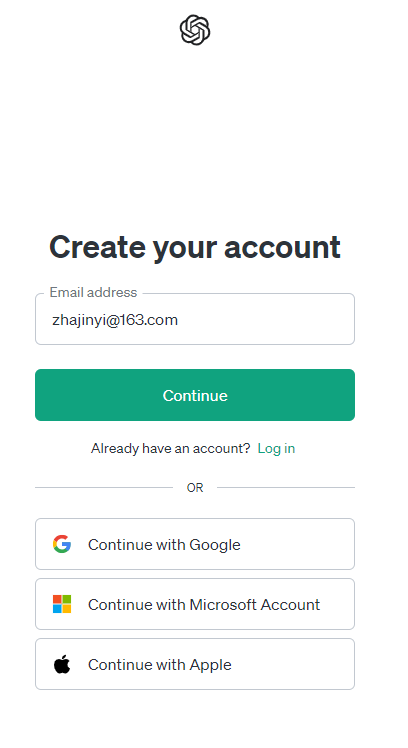 Create your account
Email address
zhajinyi@163.com
Continue
Already have an account? Log in
OR
Continue with Google
Continue with Microsoft Account
Continue with Apple